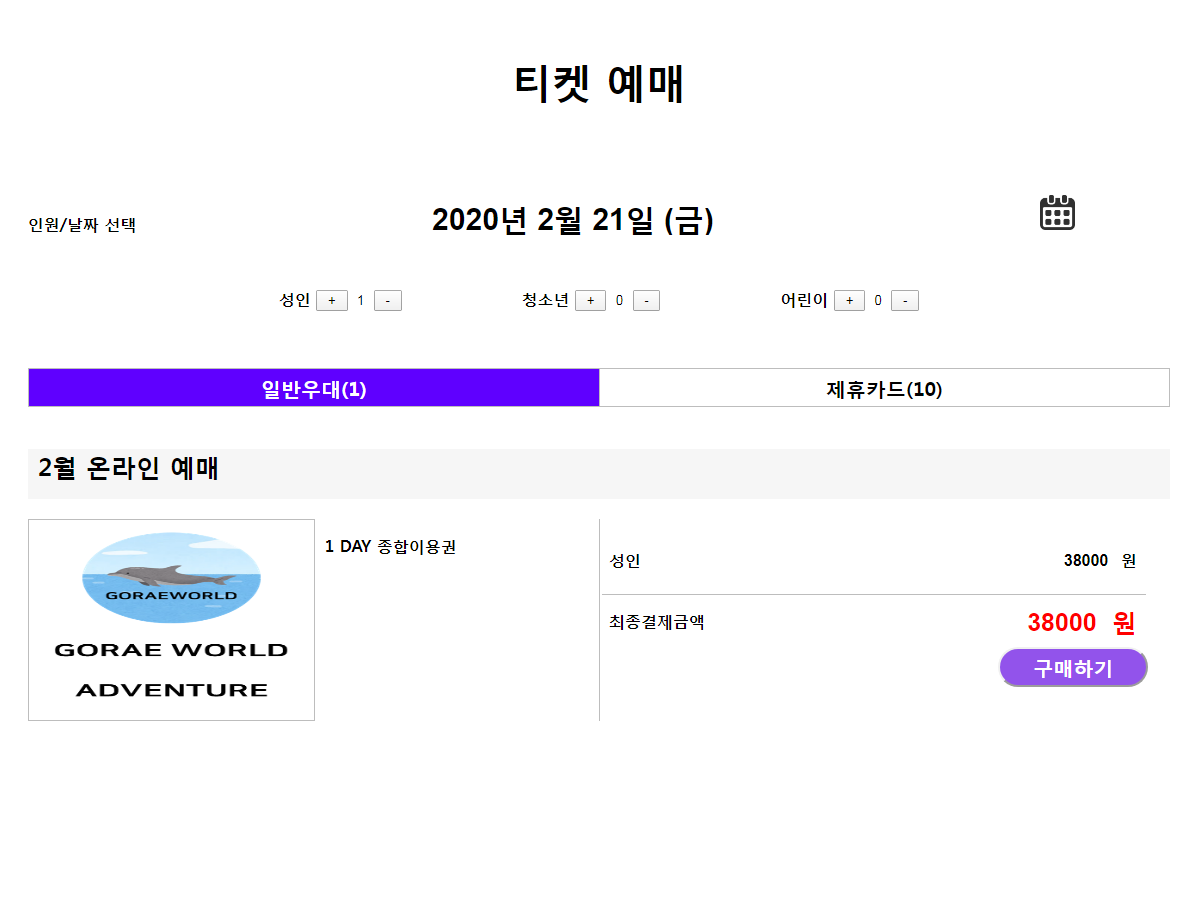 티켓 예매
인원/날짜 선택
2020년 2월 21일 (금)
성인 + 1 - 청소년 + 0 - 어린이 + 0 -
일반우대(1) 제휴카드(10)
2월 온라인 예매
GORAEWORLD
GORAE WORLD
ADVENTURE
1 DAY 종합이용권
성인 38000 원
최종결제금액 38000 원
구매하기